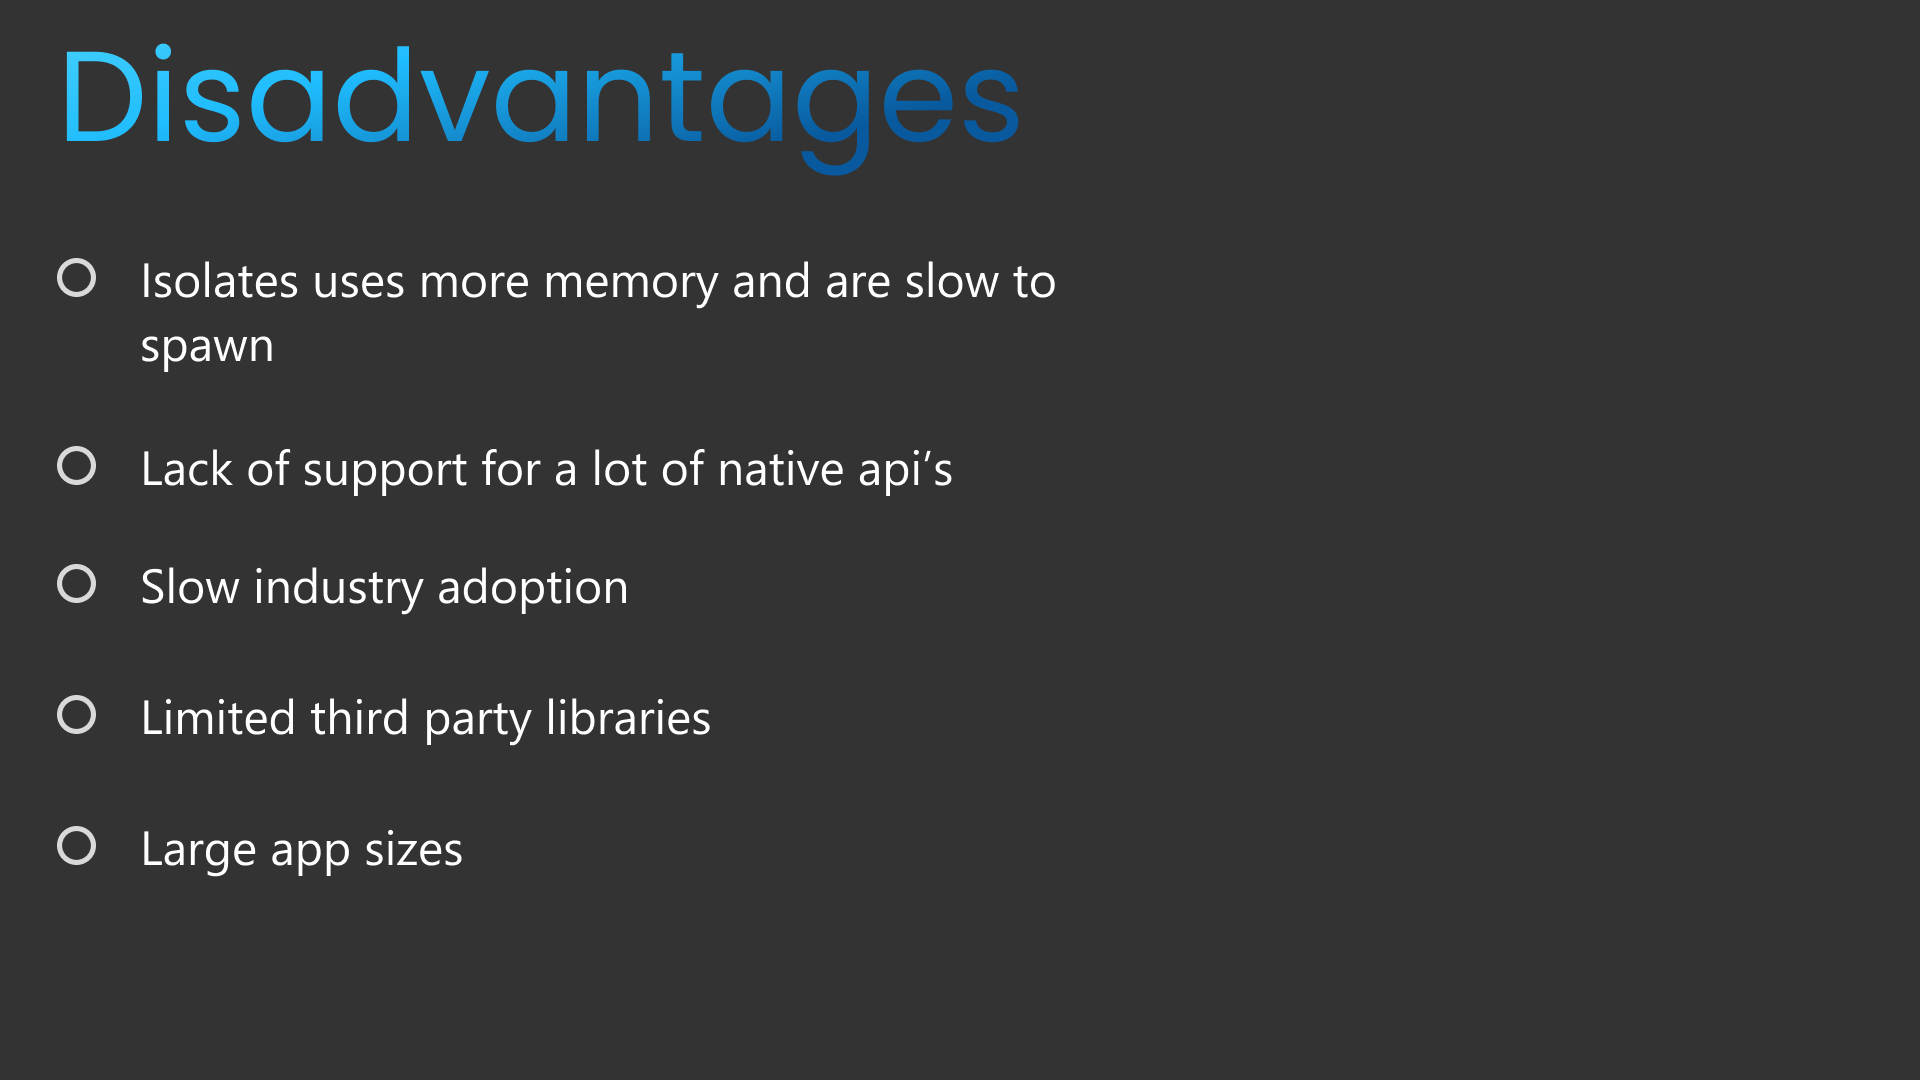 Disadvantages
Isolates uses more memory and are slow to
spawn
Lack of support for a lot of native api’s
Slow industry adoption
Limited third party libraries
Large app sizes